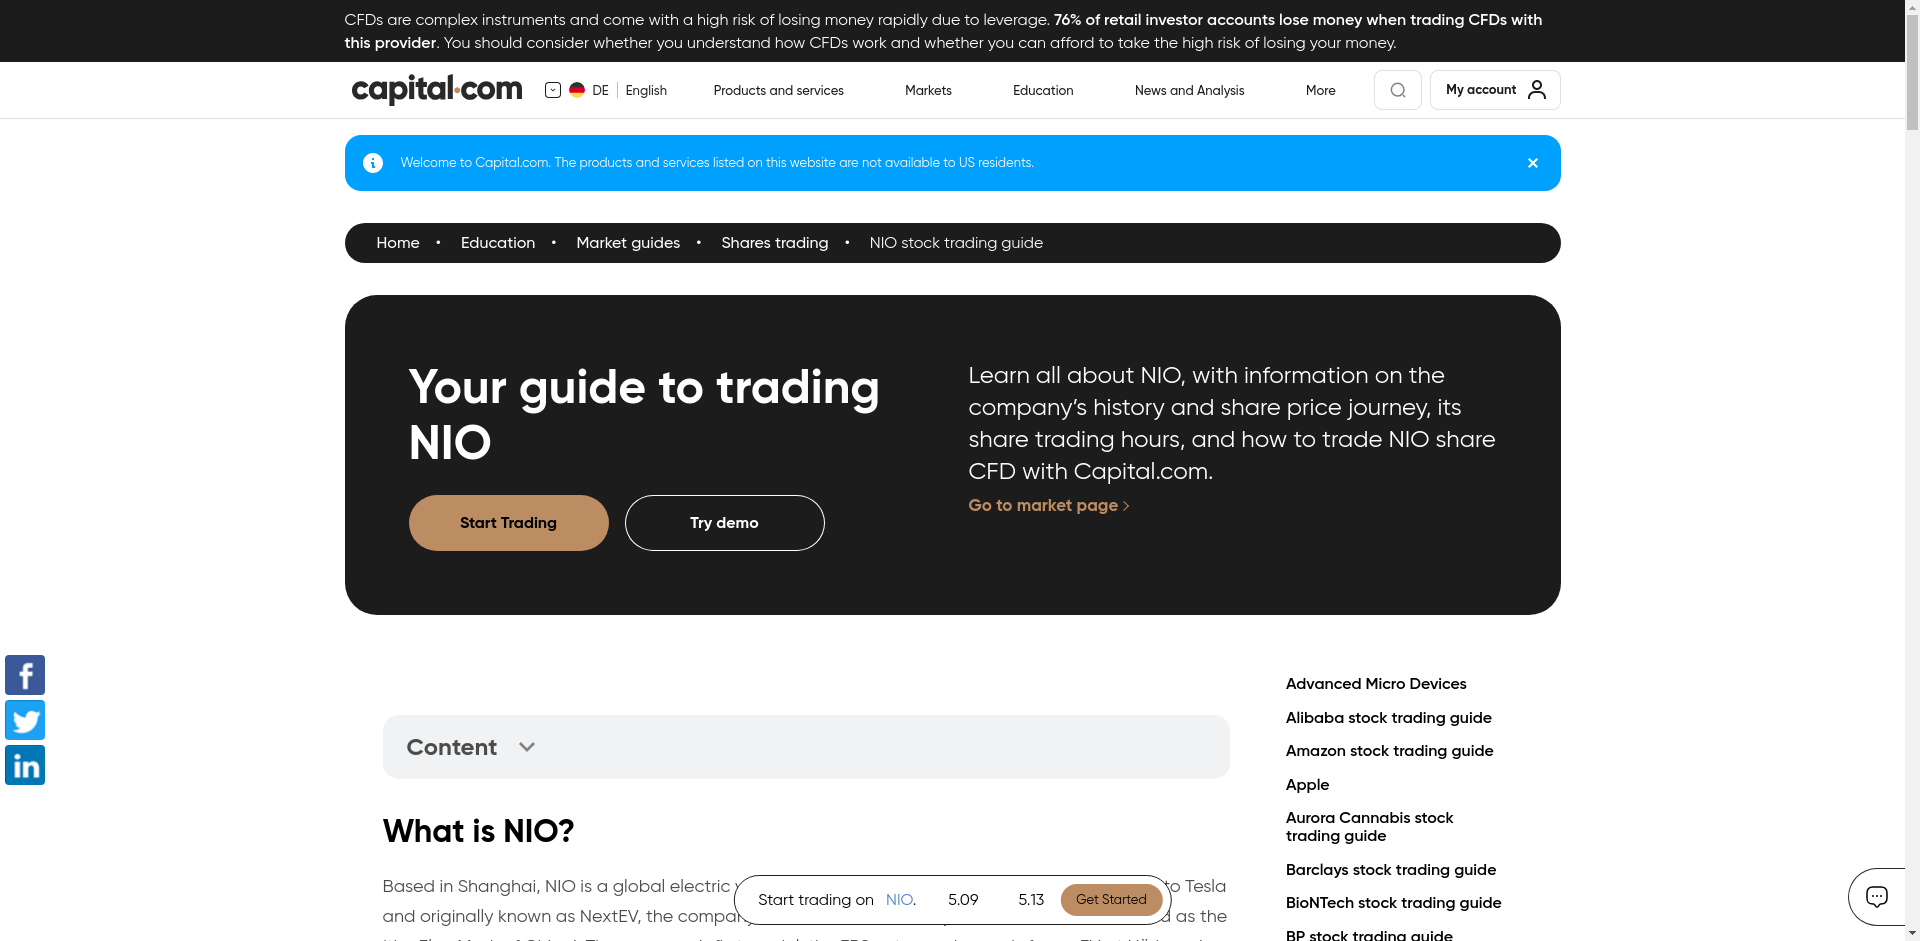 CFDs are complex instruments and come with a high risk of losing money rapidly due to leverage. 76% of retail investor accounts lose money when trading CFDs with
this provider. You should consider whether you understand how CFDs work and whether you can afford to take the high risk of losing your money.
capital.com
DE English
Products and services
Markets
Education
News and Analysis
More
My account
Welcome to Capital.com. The products and services listed on this website are not available to US residents.
Home • Education • Market guides • Shares trading • NIO stock trading guide
Your guide to trading
NIO
Start Trading
Try demo
Learn all about NIO, with information on the
company’s history and share price journey, its
share trading hours, and how to trade NIO share
CFD with Capital.com.
Go to market page
Content
What is NIO?
Based in Shanghai, NIO is a global electric
to Tesla
and originally known as NextEV, the company
as the
Start trading on NIO. 5.09 5.13 Get Started
Advanced Micro Devices
Alibaba stock trading guide
Amazon stock trading guide
Apple
Aurora Cannabis stock
trading guide
Barclays stock trading guide
BioNTech stock trading guide
BP stock trading guide